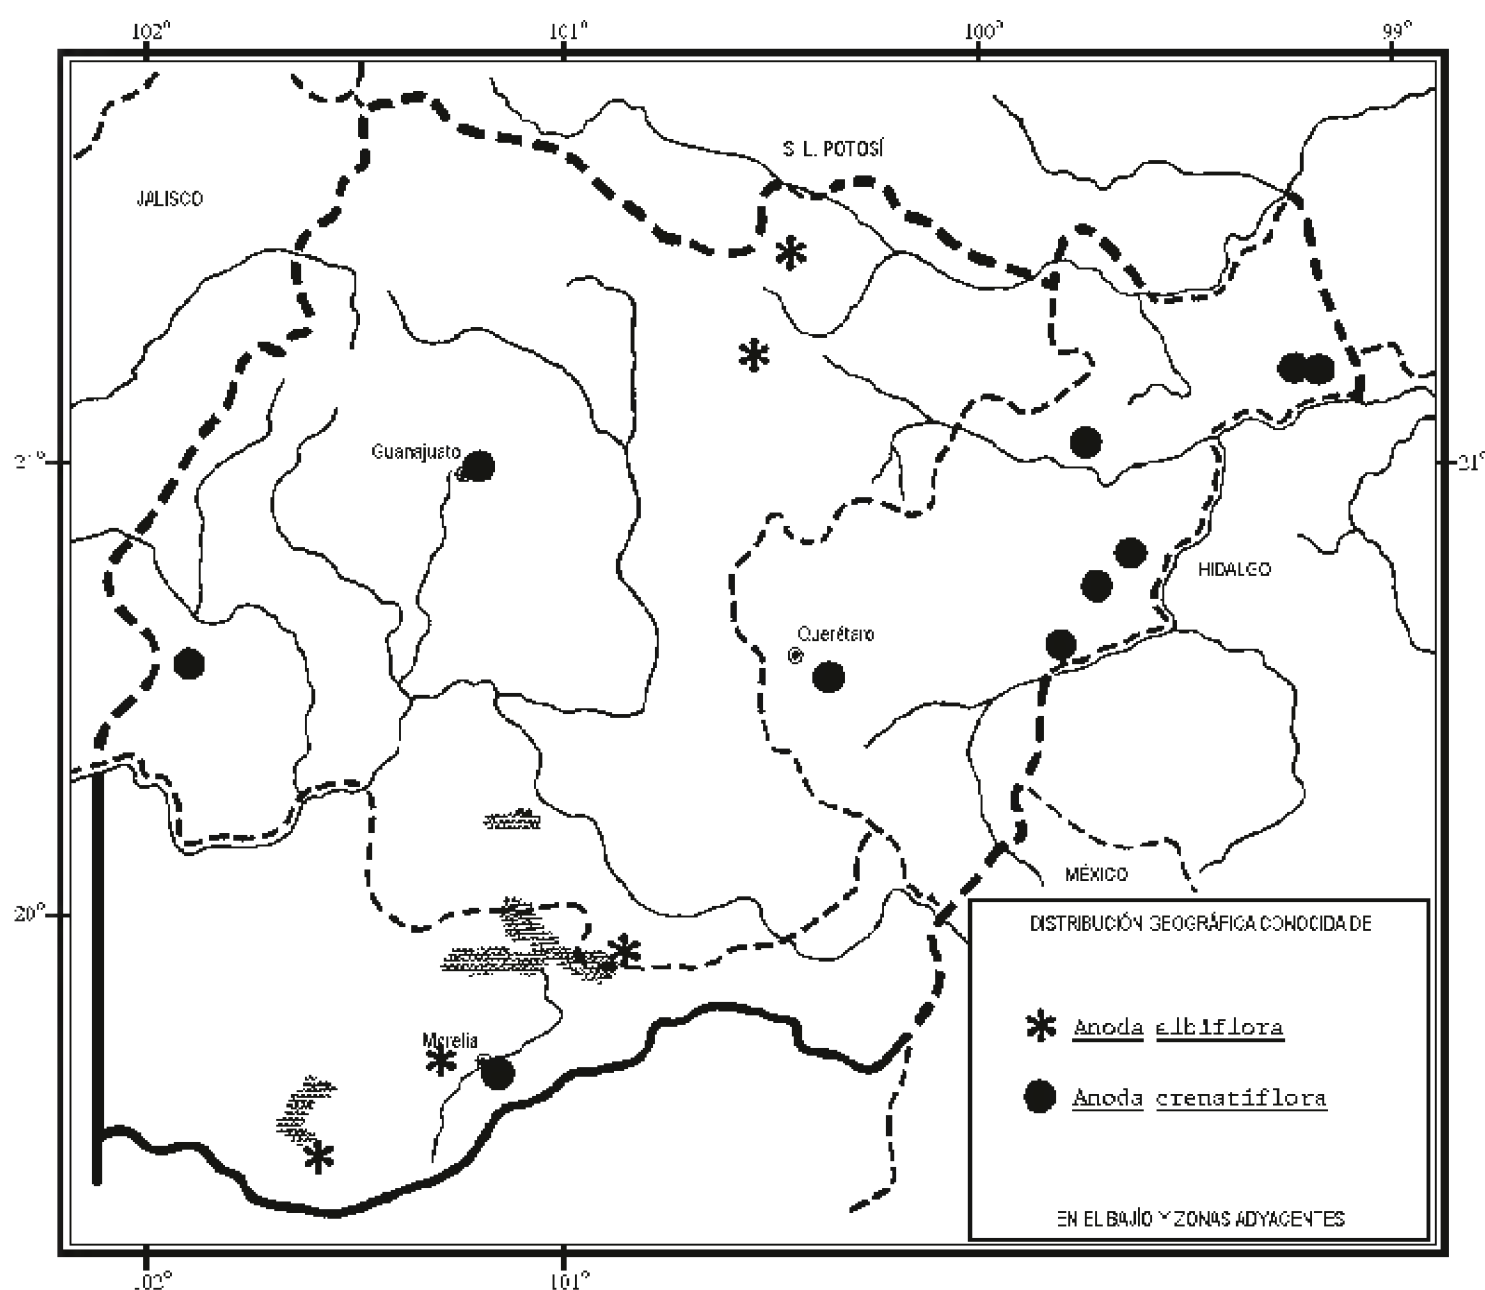 102° 101° 100° 99°
S. L. POTOSÍ
JALISCO
Guanajuato
21° 21°
HIDALGO
Querétaro
MÉXICO
20°
DISTRIBUCIÓN GEOGRÁFICA CONOCIDA DE
Anoda albiflora
Morelia
Anoda crenatiflora
EN EL BAJÍO Y ZONAS ADYACENTES
102° 101°